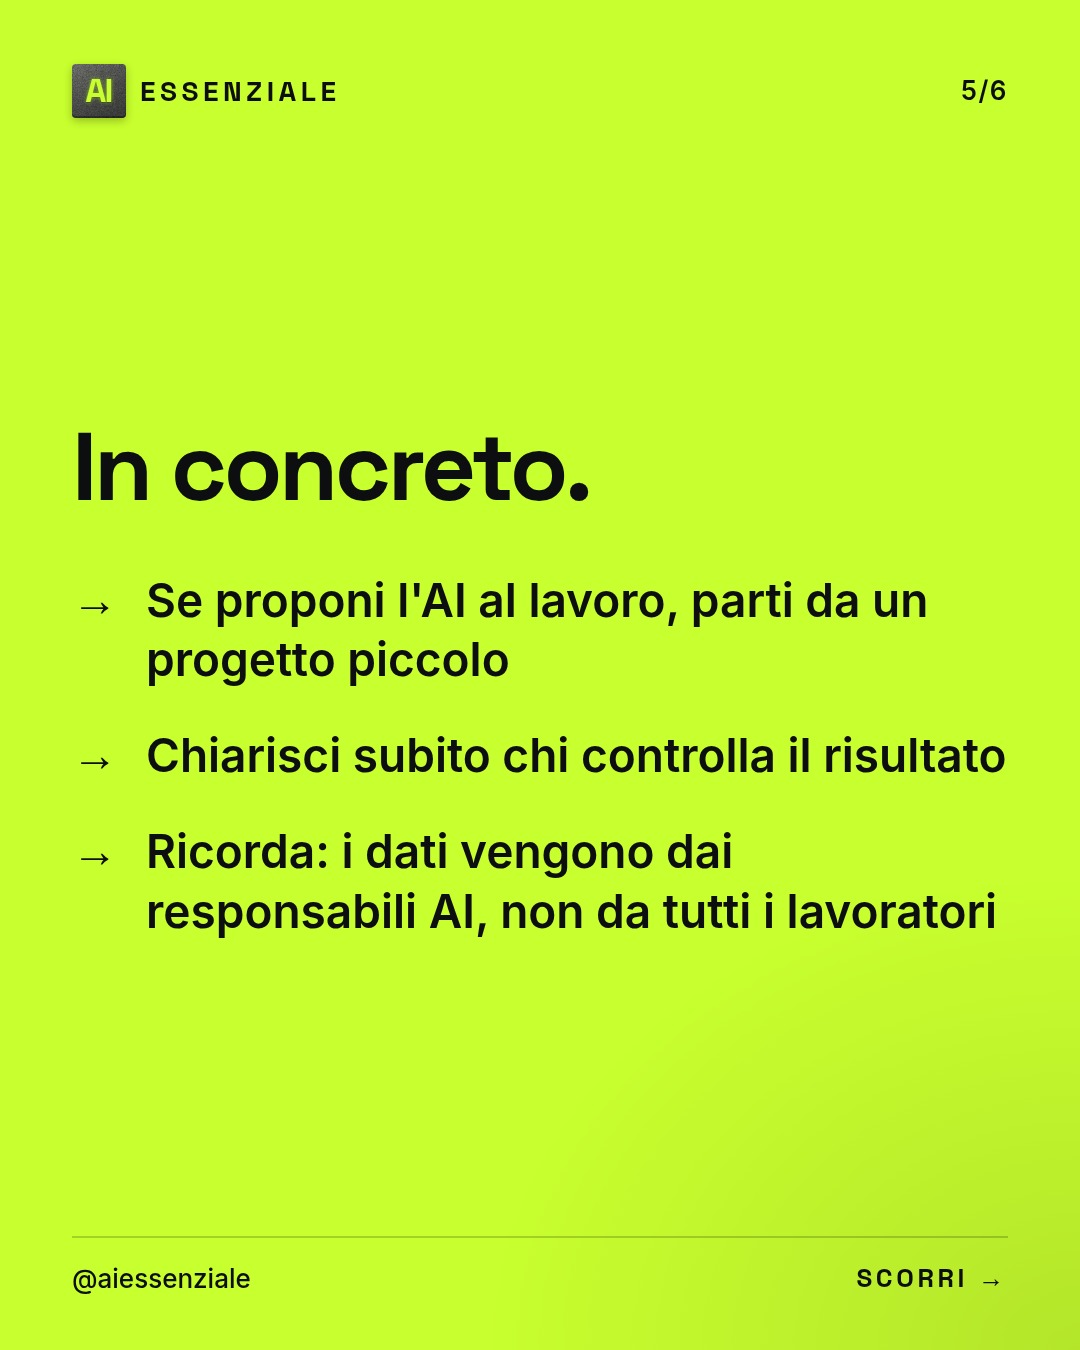 AI ESSENZIALE
5/6
In concreto.
→ Se proponi l'AI al lavoro, parti da un
progetto piccolo
→ Chiarisci subito chi controlla il risultato
→ Ricorda: i dati vengono dai
responsabili AI, non da tutti i lavoratori
@aiessenziale
SCORRI →